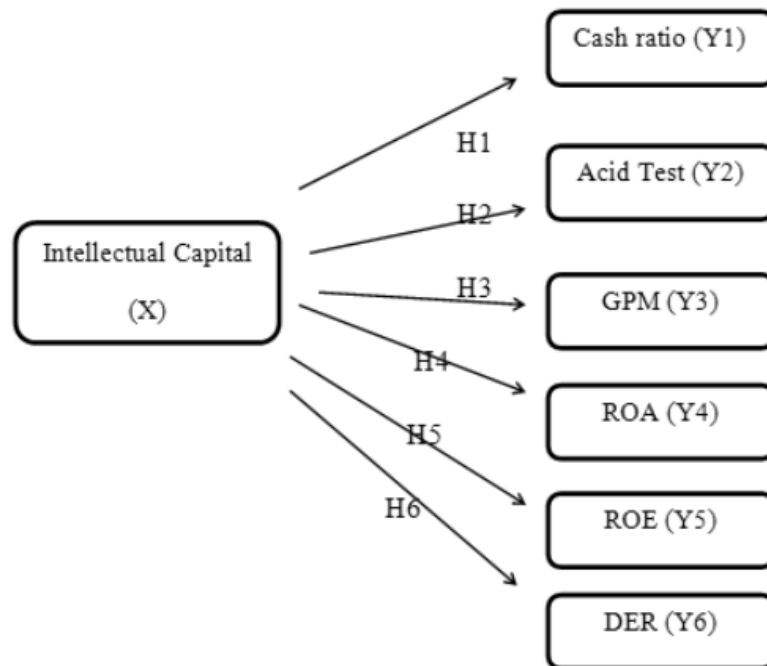 Cash ratio (Y1)
H1
Acid Test (Y2)
H2
Intellectual Capital
(X)
H3
GPM (Y3)
H4
ROA (Y4)
H5
ROE (Y5)
H6
DER (Y6)